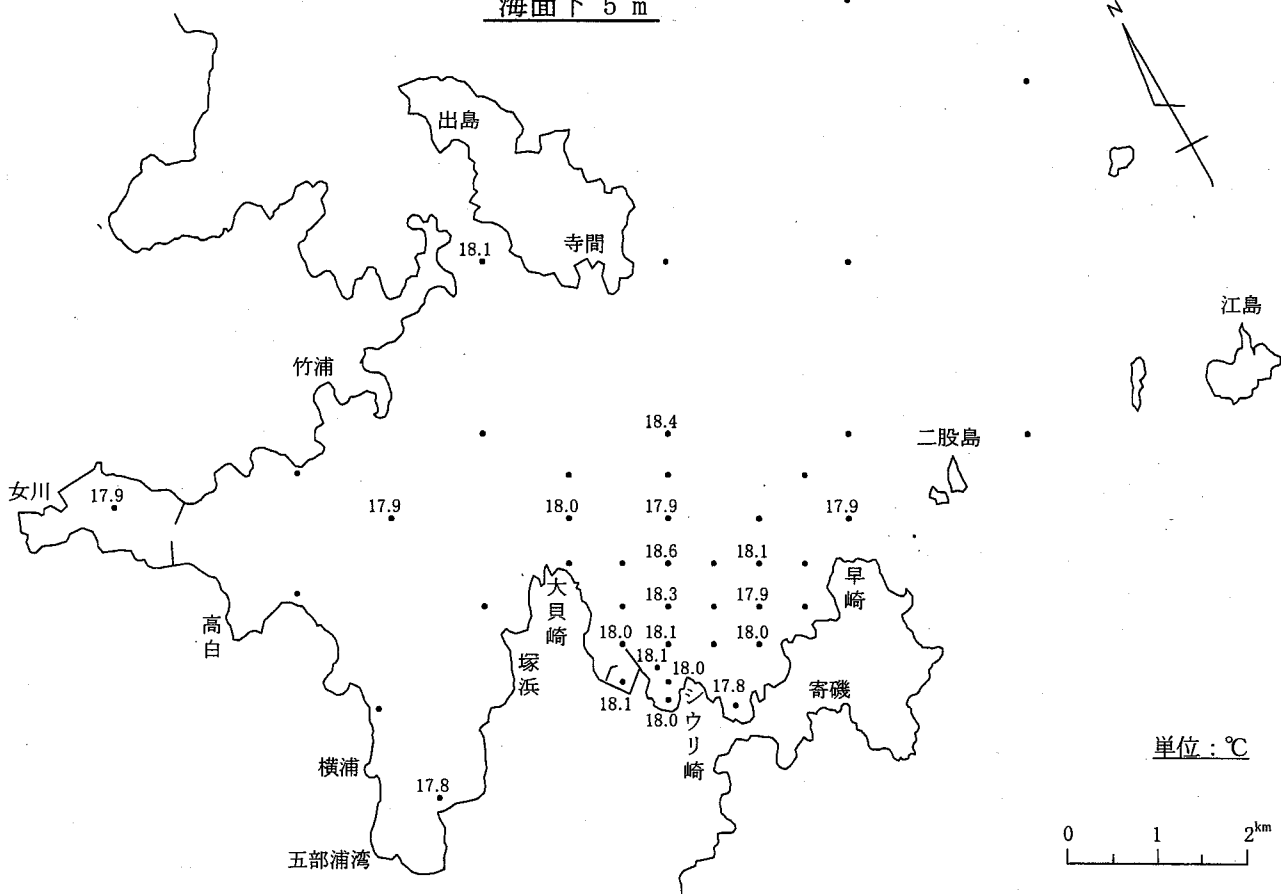 海面下 5 m
N
出島
寺間
18.1
江島
竹浦
18.4
二股島
女川
17.9
17.9
18.0
17.9
17.9
18.6
18.1
大貝崎
早崎
18.3
17.9
高白
18.0
18.1
18.0
塚浜
18.1
18.0
17.8
寄磯
18.1
18.0
シウリ崎
単位：℃
横浦
17.8
五部浦湾
0 1 2km